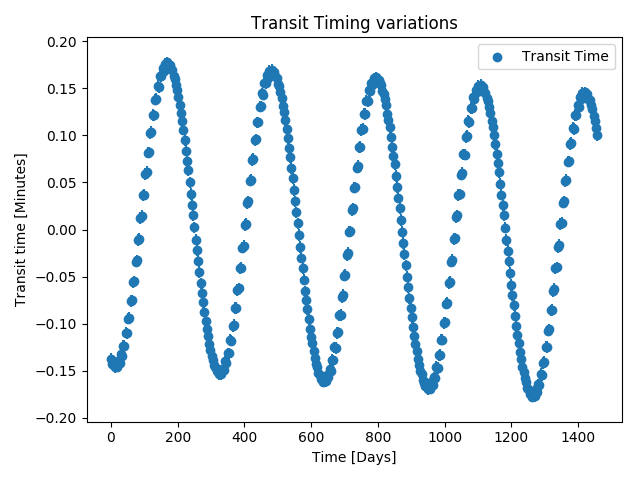 Transit Timing variations
Transit Time
Transit time [Minutes]
0.20
0.15
0.10
0.05
0.00
−0.05
−0.10
−0.15
−0.20
0 200 400 600 800 1000 1200 1400
Time [Days]